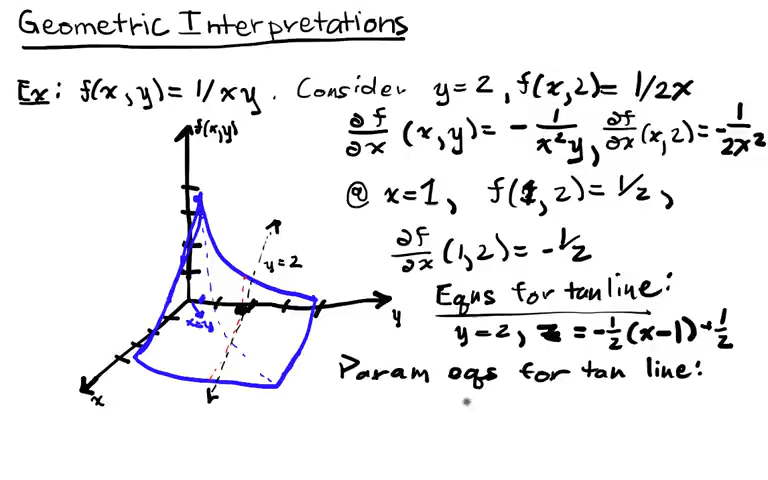 Geometric Interpretations
Ex: f(x,y) = 1/xy. Consider y=2, f(x,2) = 1/2x
∂f/∂x (x,y) = -1/x²y, ∂f/∂x (x,2) = -1/2x²
@ x=1, f(1,2) = 1/2,
∂f/∂x (1,2) = -1/2
Eqns for tan line:
y=2, z = -1/2(x-1)+1/2
Param eqs for tan line:
f(x,y)
y=2
x=y
y
x